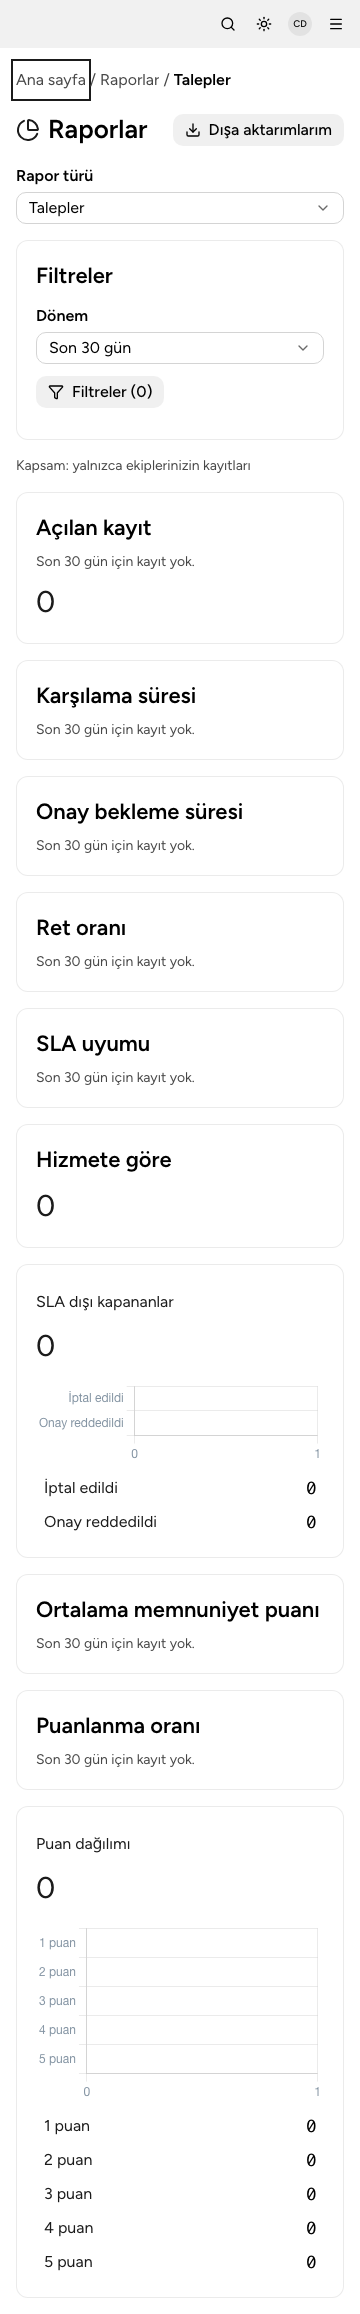 CD
Ana sayfa / Raporlar / Talepler
Raporlar
Dışa aktarımlarım
Rapor türü
Talepler
Filtreler
Dönem
Son 30 gün
Filtreler (0)
Kapsam: yalnızca ekiplerinizin kayıtları
Açılan kayıt
Son 30 gün için kayıt yok.
0
Karşılama süresi
Son 30 gün için kayıt yok.
Onay bekleme süresi
Son 30 gün için kayıt yok.
Ret oranı
Son 30 gün için kayıt yok.
SLA uyumu
Son 30 gün için kayıt yok.
Hizmete göre
0
SLA dışı kapananlar
0
İptal edildi
Onay reddedildi
0 1
İptal edildi 0
Onay reddedildi 0
Ortalama memnuniyet puanı
Son 30 gün için kayıt yok.
Puanlanma oranı
Son 30 gün için kayıt yok.
Puan dağılımı
0
1 puan
2 puan
3 puan
4 puan
5 puan
0 1
1 puan 0
2 puan 0
3 puan 0
4 puan 0
5 puan 0